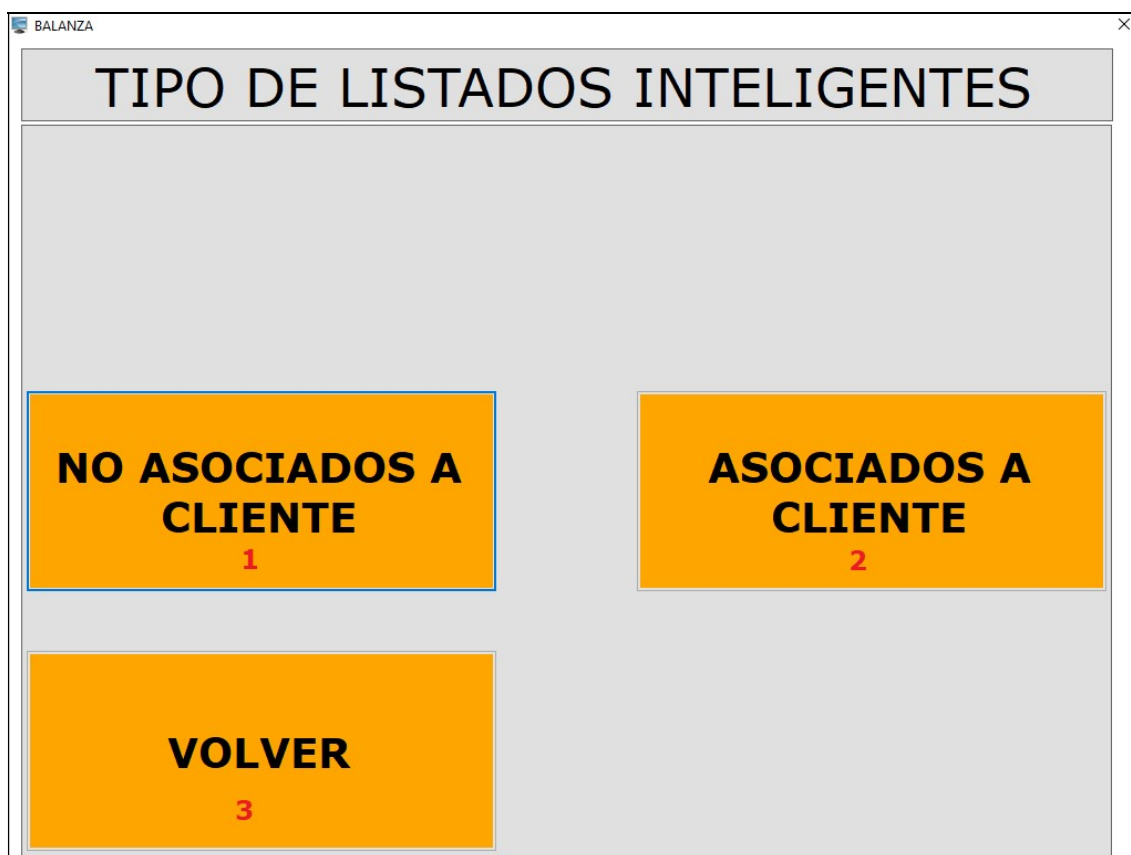 BALANZA
TIPO DE LISTADOS INTELIGENTES
NO ASOCIADOS A
CLIENTE
1
ASOCIADOS A
CLIENTE
2
VOLVER
3